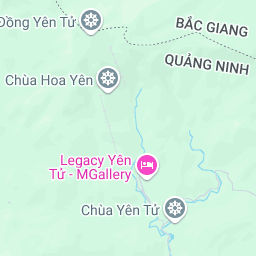 Đồng Yên Tử
BẮC GIANG
QUẢNG NINH
Chùa Hoa Yên
Legacy Yên
Tử - MGallery
Chùa Yên Tử